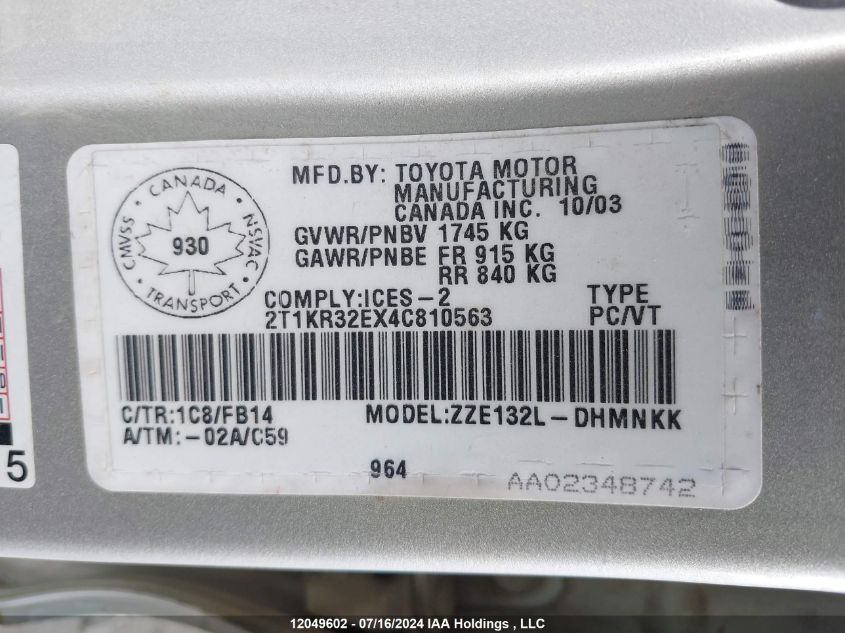 CANADA
CMVSS
NSVAC
930
TRANSPORT
MFD.BY: TOYOTA MOTOR
MANUFACTURING
CANADA INC. 10/03
GVWR/PNBV 1745 KG
GAWR/PNBE FR 915 KG
RR 840 KG
COMPLY:ICES-2
TYPE
2T1KR32EX4C810563
PC/VT
C/TR:1C8/FB14
MODEL:ZZE132L-DHMNKK
A/TM:-02A/C59
964
AA02348742
5
12049602 - 07/16/2024 IAA Holdings , LLC